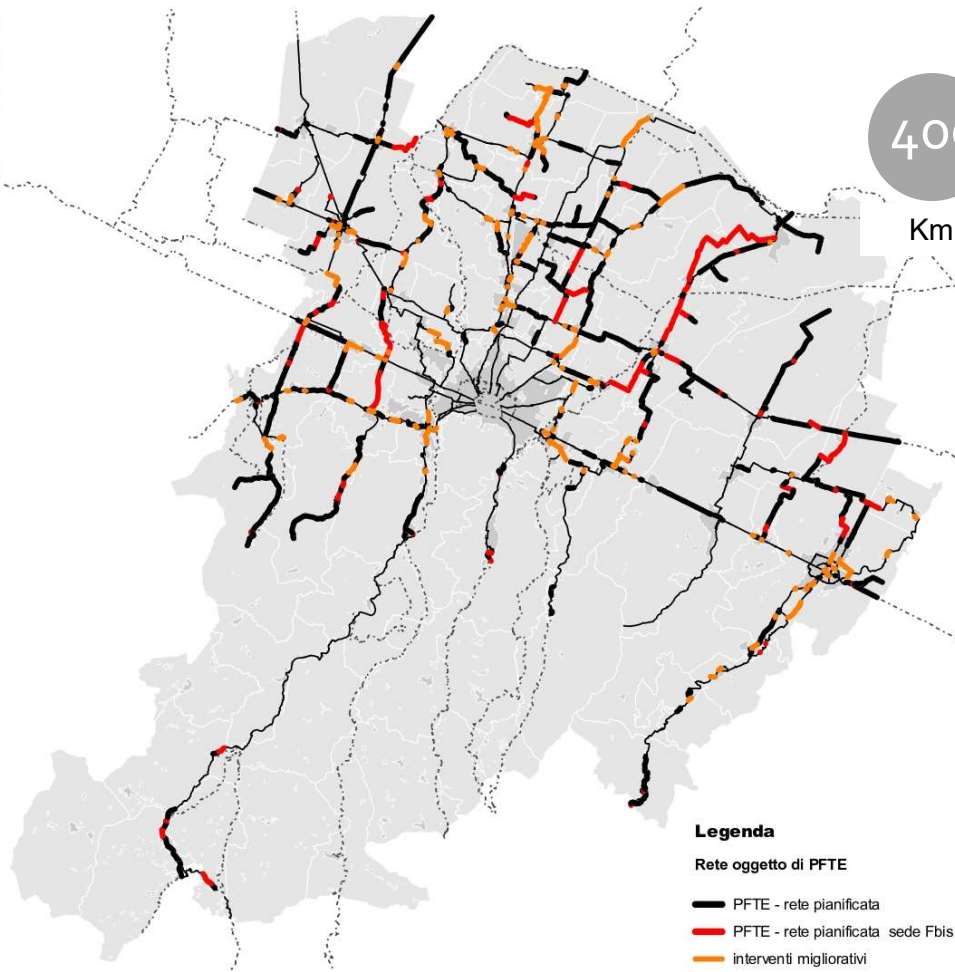 Km
Legenda
Rete oggetto di PFTE
PFTE - rete pianificata
PFTE - rete pianificata sede Fbis
interventi migliorativi